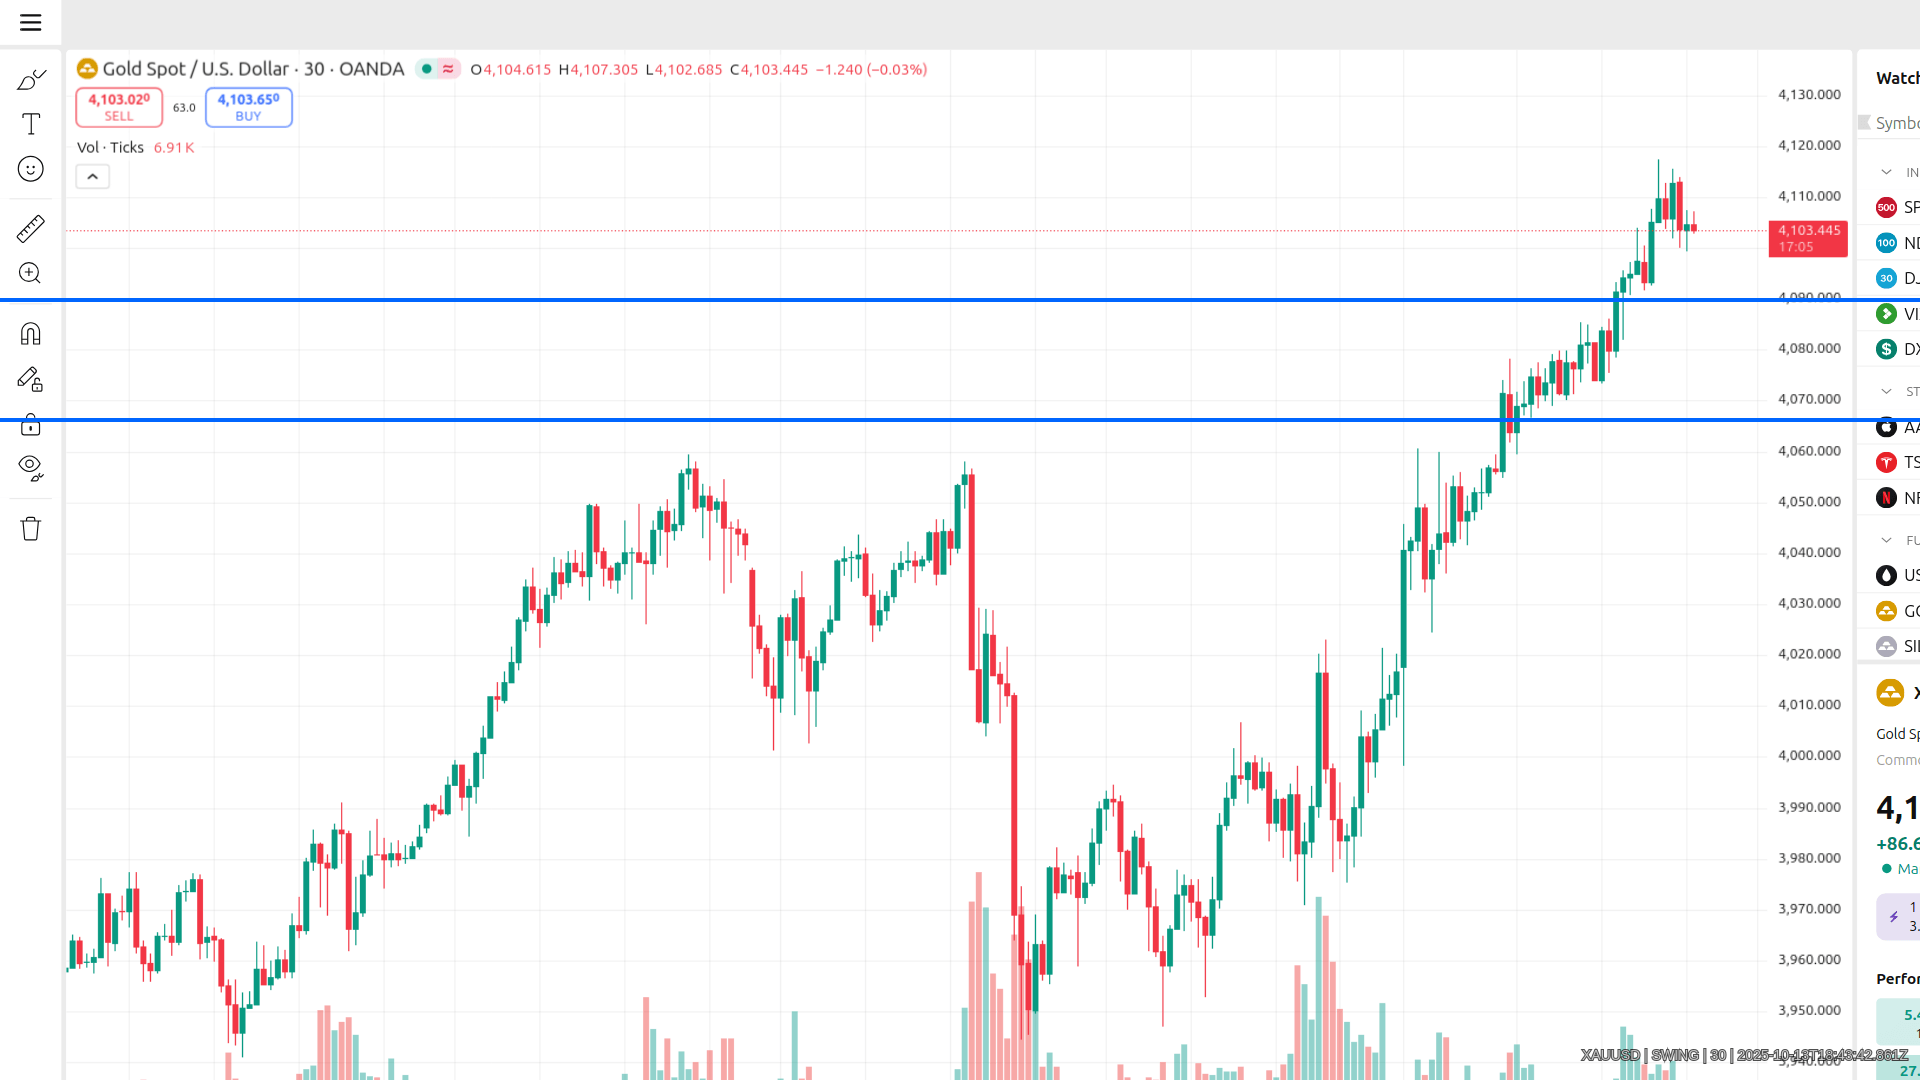 Gold Spot / U.S. Dollar · 30 · OANDA
O4,104.615 H4,107.305 L4,102.685 C4,103.445 −1.240 (−0.03%)
4,103.020
SELL
63.0
4,103.650
BUY
Vol · Ticks 6.91K
4,130.000
4,120.000
4,110.000
4,103.445
17:05
4,090.000
4,080.000
4,070.000
4,060.000
4,050.000
4,040.000
4,030.000
4,020.000
4,010.000
4,000.000
3,990.000
3,980.000
3,970.000
3,960.000
3,950.000
3,940.000
Watch
Symbo
IN
500 SP
100 ND
30 DJ
VI
DX
ST
AA
TS
NF
FU
US
GO
SIL
X
Gold Sp
Commo
4,1
+86.6
Ma
1
3.
Perfor
5.4
1
27.
XAUUSD | SWING | 30 | 2025-10-13T18:43:42.861Z